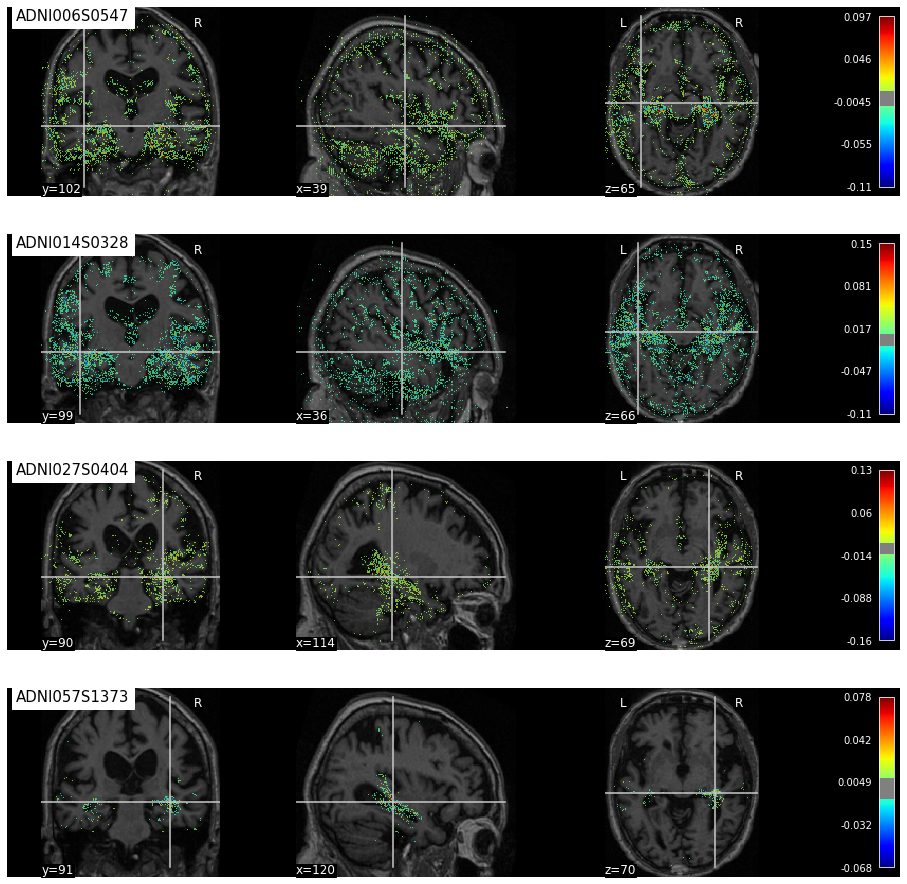 ADNI006S0547
R
L
R
0.097
0.046
-0.0045
-0.055
-0.11
y=102
x=39
z=65
ADNI014S0328
R
L
R
0.15
0.081
0.017
-0.047
-0.11
y=99
x=36
z=66
ADNI027S0404
R
L
R
0.13
0.06
-0.014
-0.088
-0.16
y=90
x=114
z=69
ADNI057S1373
R
L
R
0.078
0.042
0.0049
-0.032
-0.068
y=91
x=120
z=70